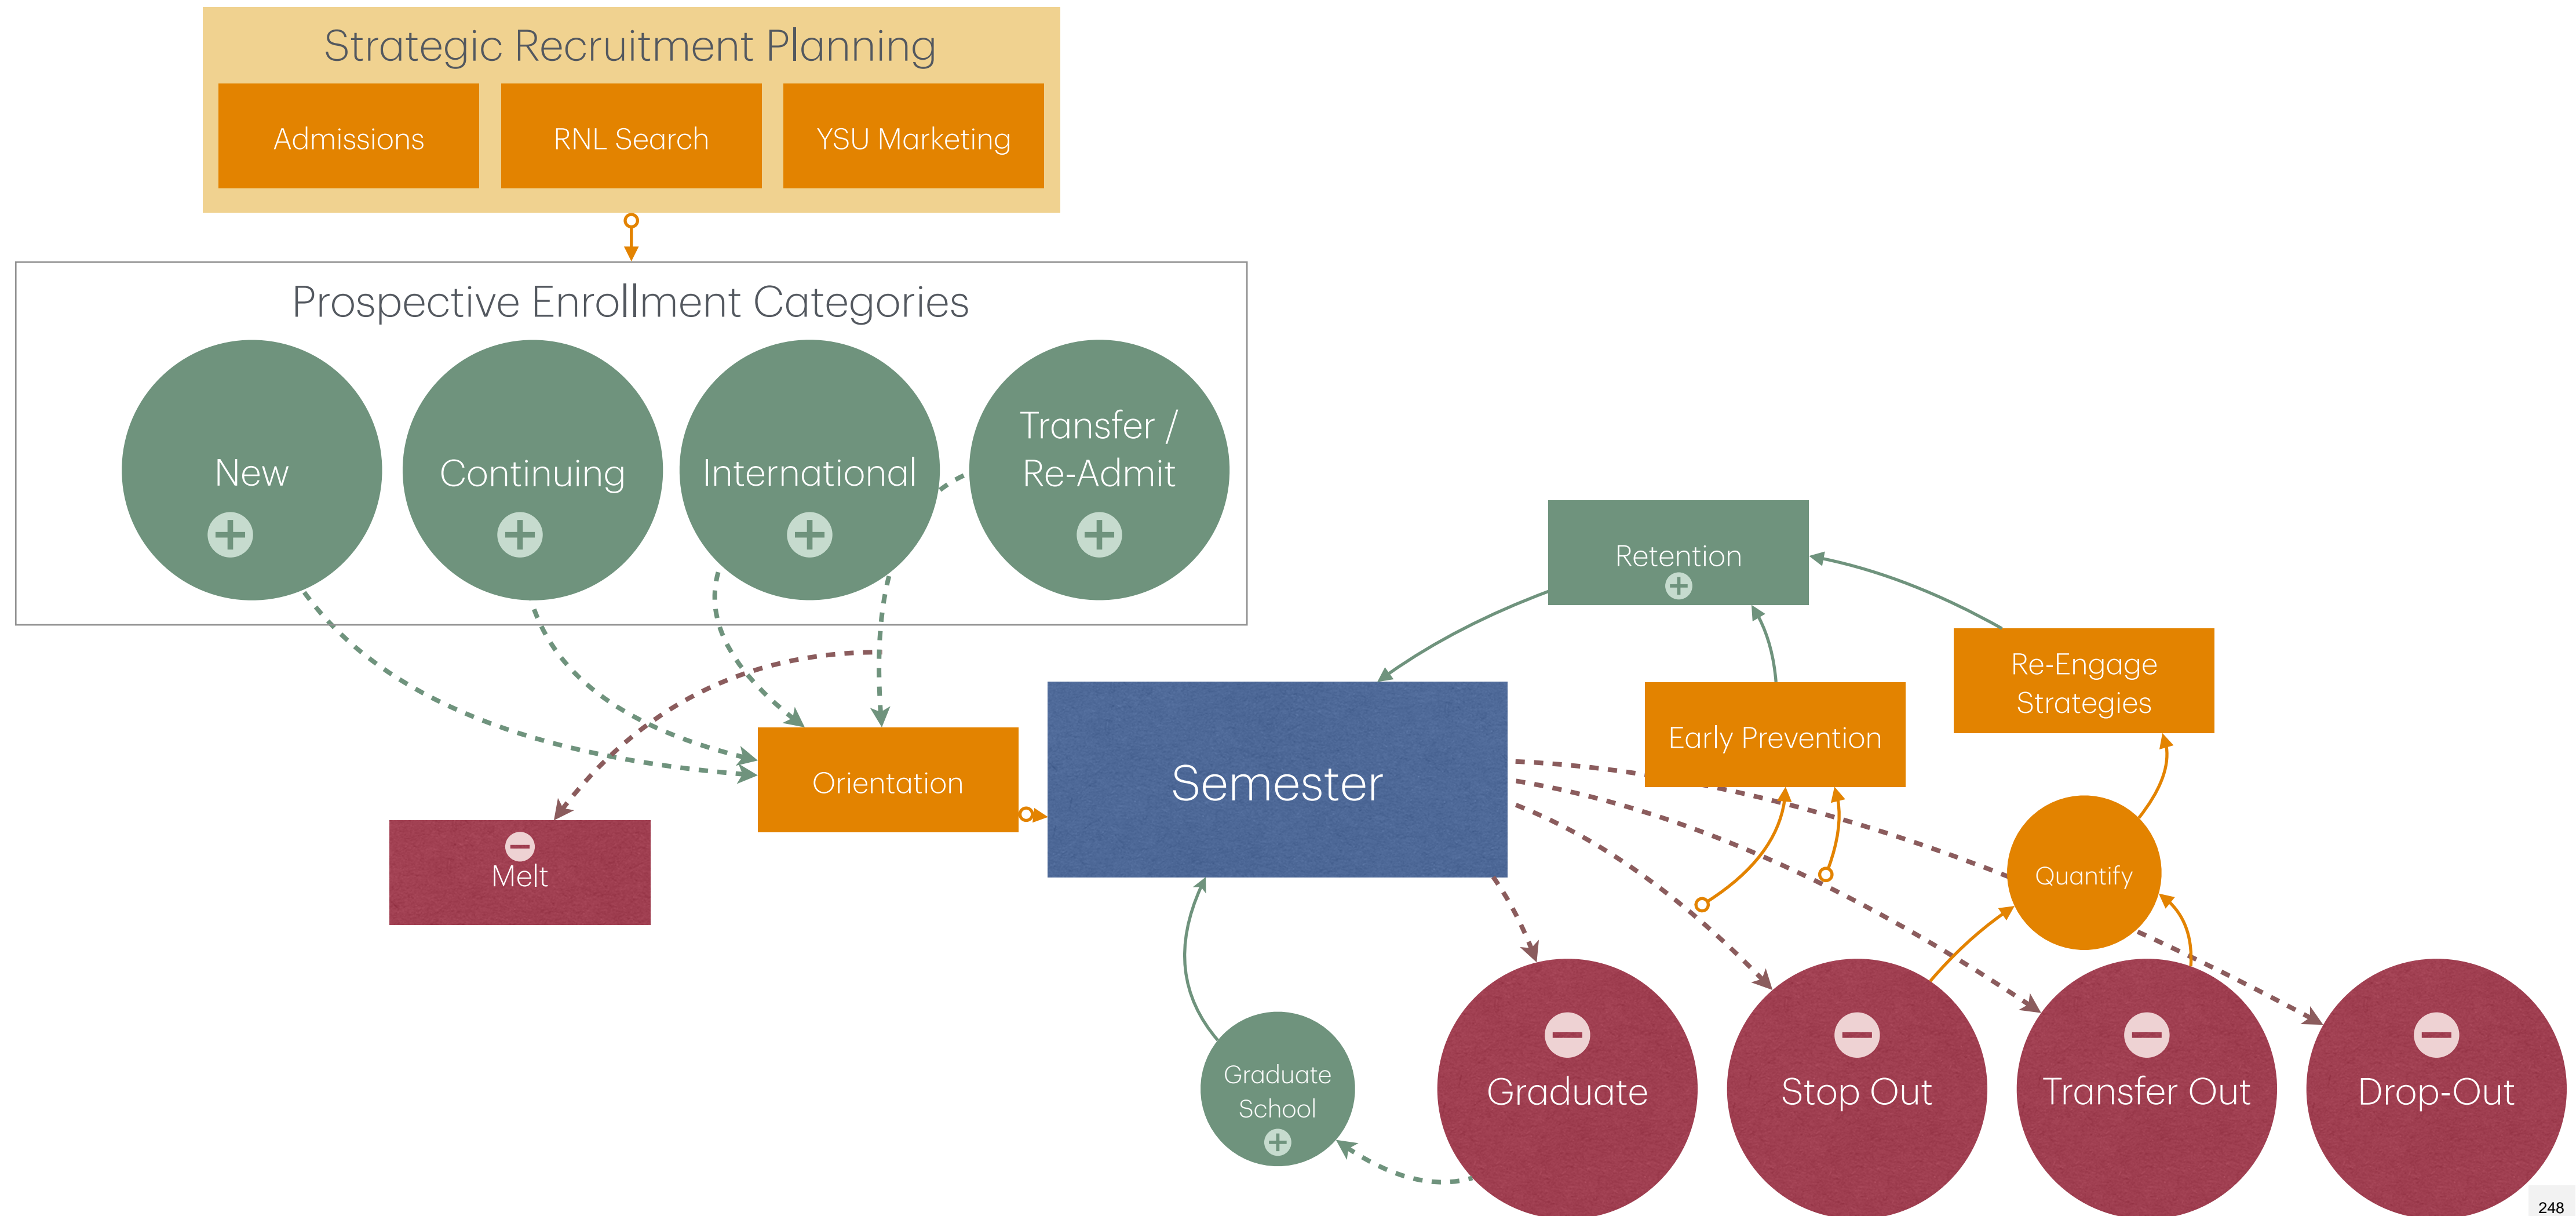 Strategic Recruitment Planning
Admissions
RNL Search
YSU Marketing
Prospective Enrollment Categories
New
Continuing
International
Transfer /
Re-Admit
Retention
Re-Engage
Strategies
Early Prevention
Orientation
Semester
Melt
Quantify
Graduate
School
Graduate
Stop Out
Transfer Out
Drop-Out
248